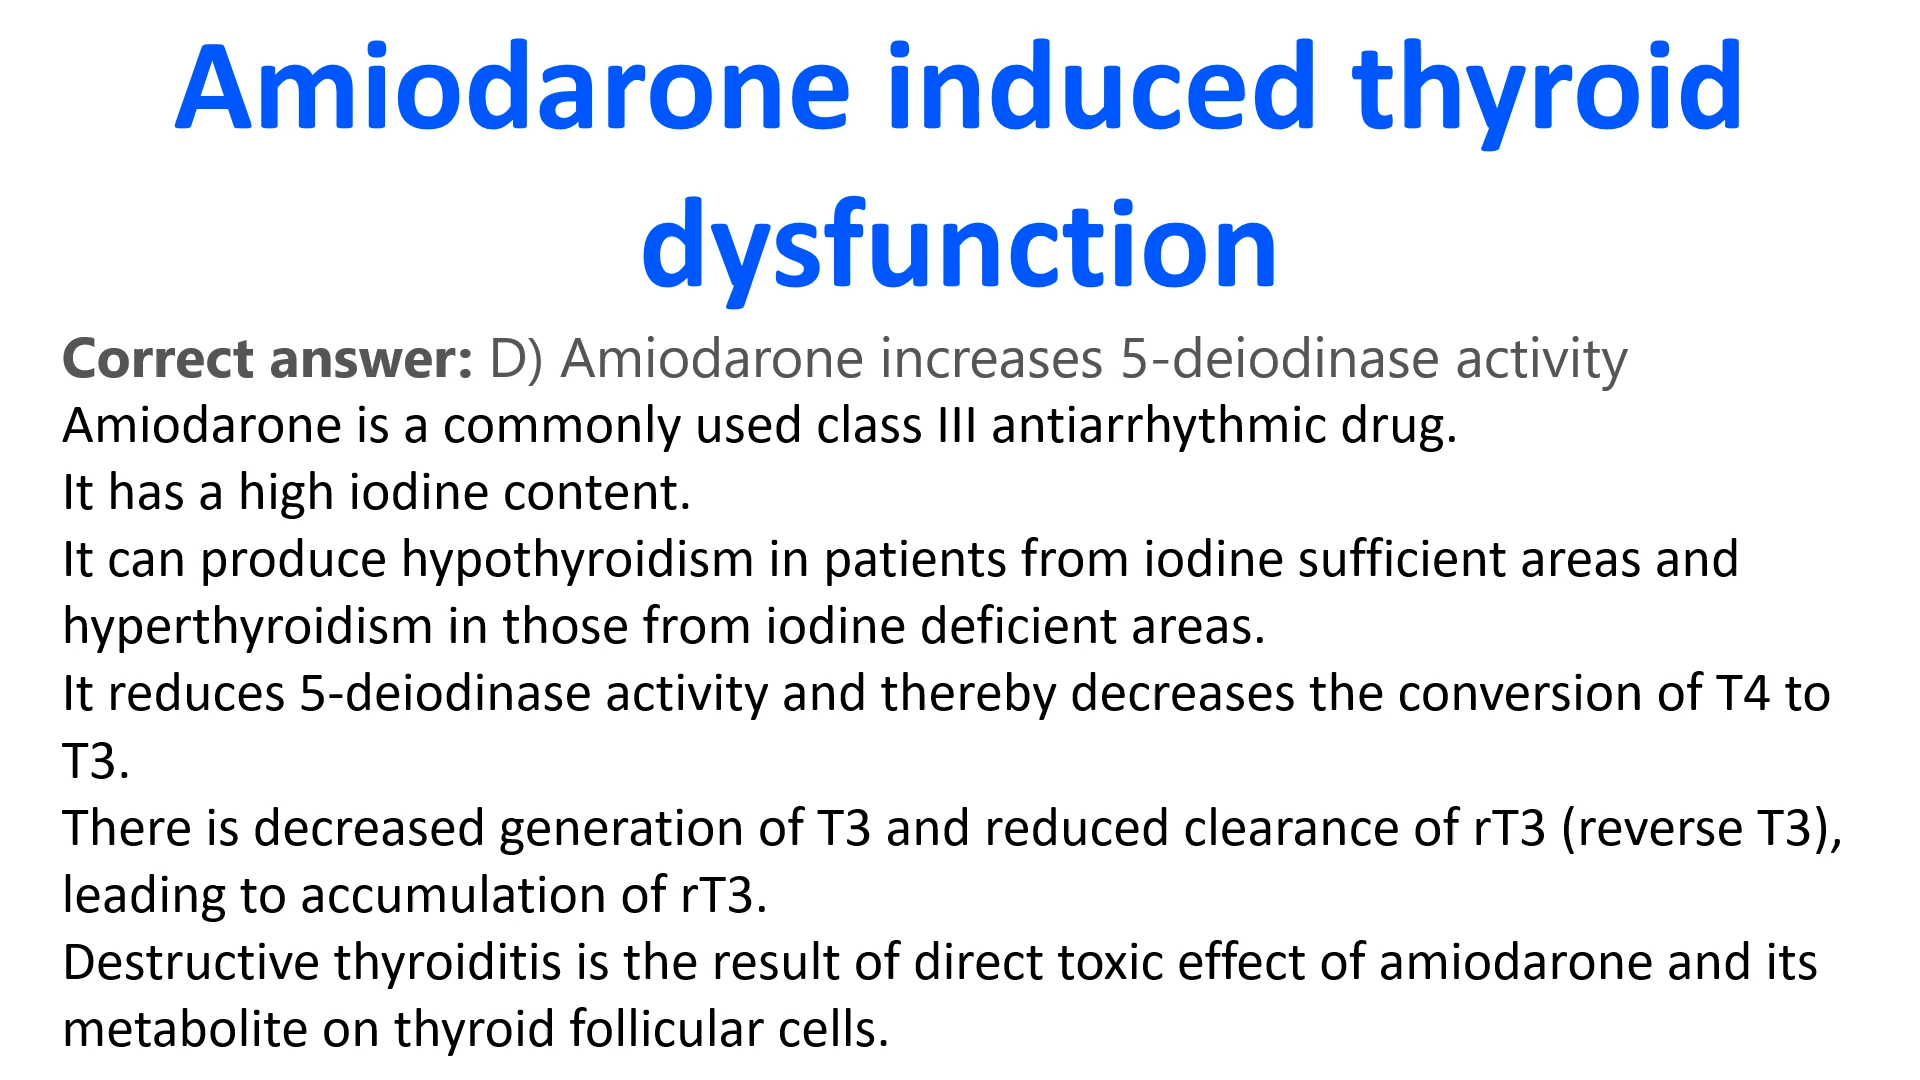 Amiodarone induced thyroid
dysfunction
Correct answer: D) Amiodarone increases 5-deiodinase activity
Amiodarone is a commonly used class III antiarrhythmic drug.
It has a high iodine content.
It can produce hypothyroidism in patients from iodine sufficient areas and
hyperthyroidism in those from iodine deficient areas.
It reduces 5-deiodinase activity and thereby decreases the conversion of T4 to
T3.
There is decreased generation of T3 and reduced clearance of rT3 (reverse T3),
leading to accumulation of rT3.
Destructive thyroiditis is the result of direct toxic effect of amiodarone and its
metabolite on thyroid follicular cells.